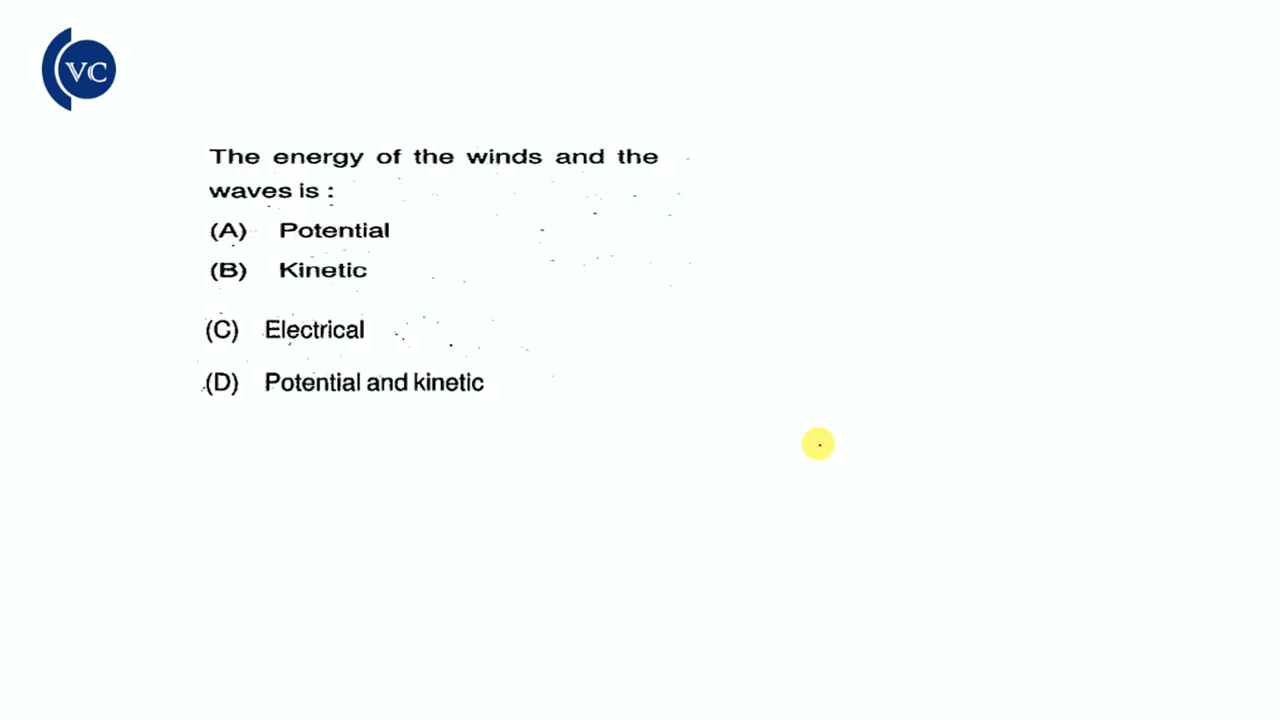 VC
The energy of the winds and the
waves is :
(A) Potential
(B) Kinetic
(C) Electrical
(D) Potential and kinetic